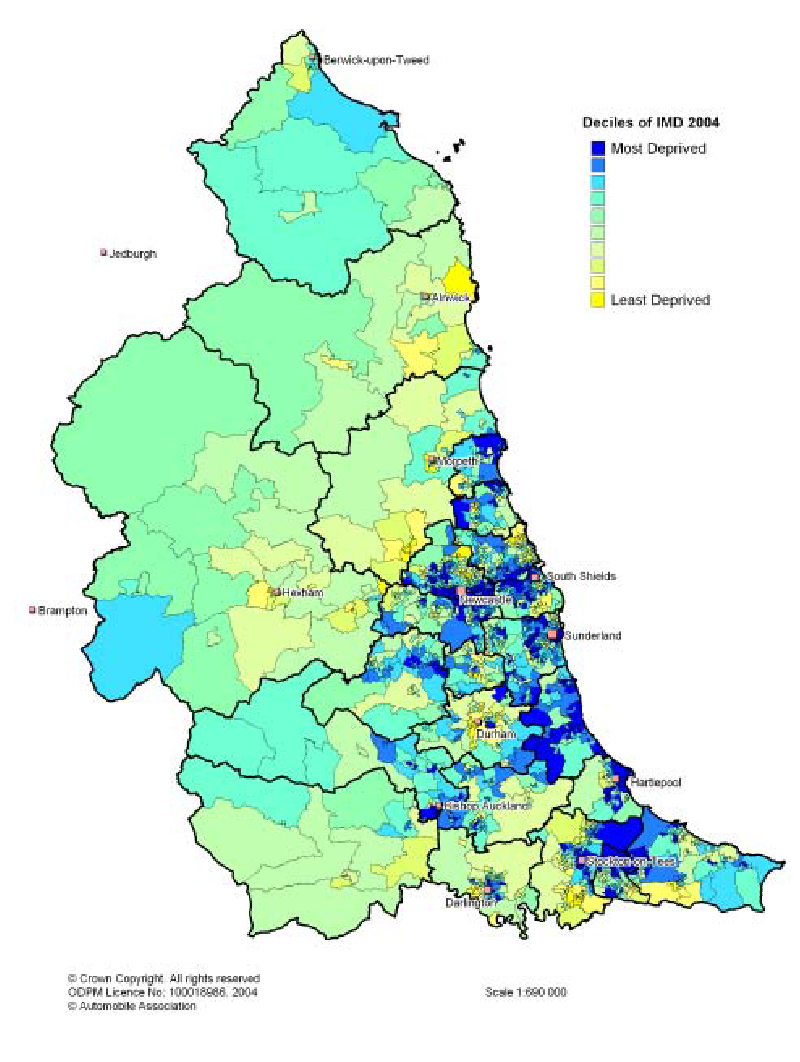 Berwick-upon-Tweed
Deciles of IMD 2004
Most Deprived
Jedburgh
Alnwick
Least Deprived
Morpeth
South Shields
Hexham
Newcastle
Brampton
Sunderland
Durham
Hartlepool
Bishop Auckland
Stockton-on-Tees
Darlington
© Crown Copyright. All rights reserved
ODPM Licence No: 100018986. 2004
© Automobile Association
Scale 1:690 000